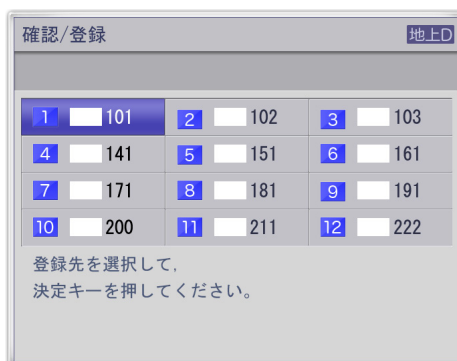 確認/登録 地上D
1 101 2 102 3 103
4 141 5 151 6 161
7 171 8 181 9 191
10 200 11 211 12 222
登録先を選択して,
決定キーを押してください。